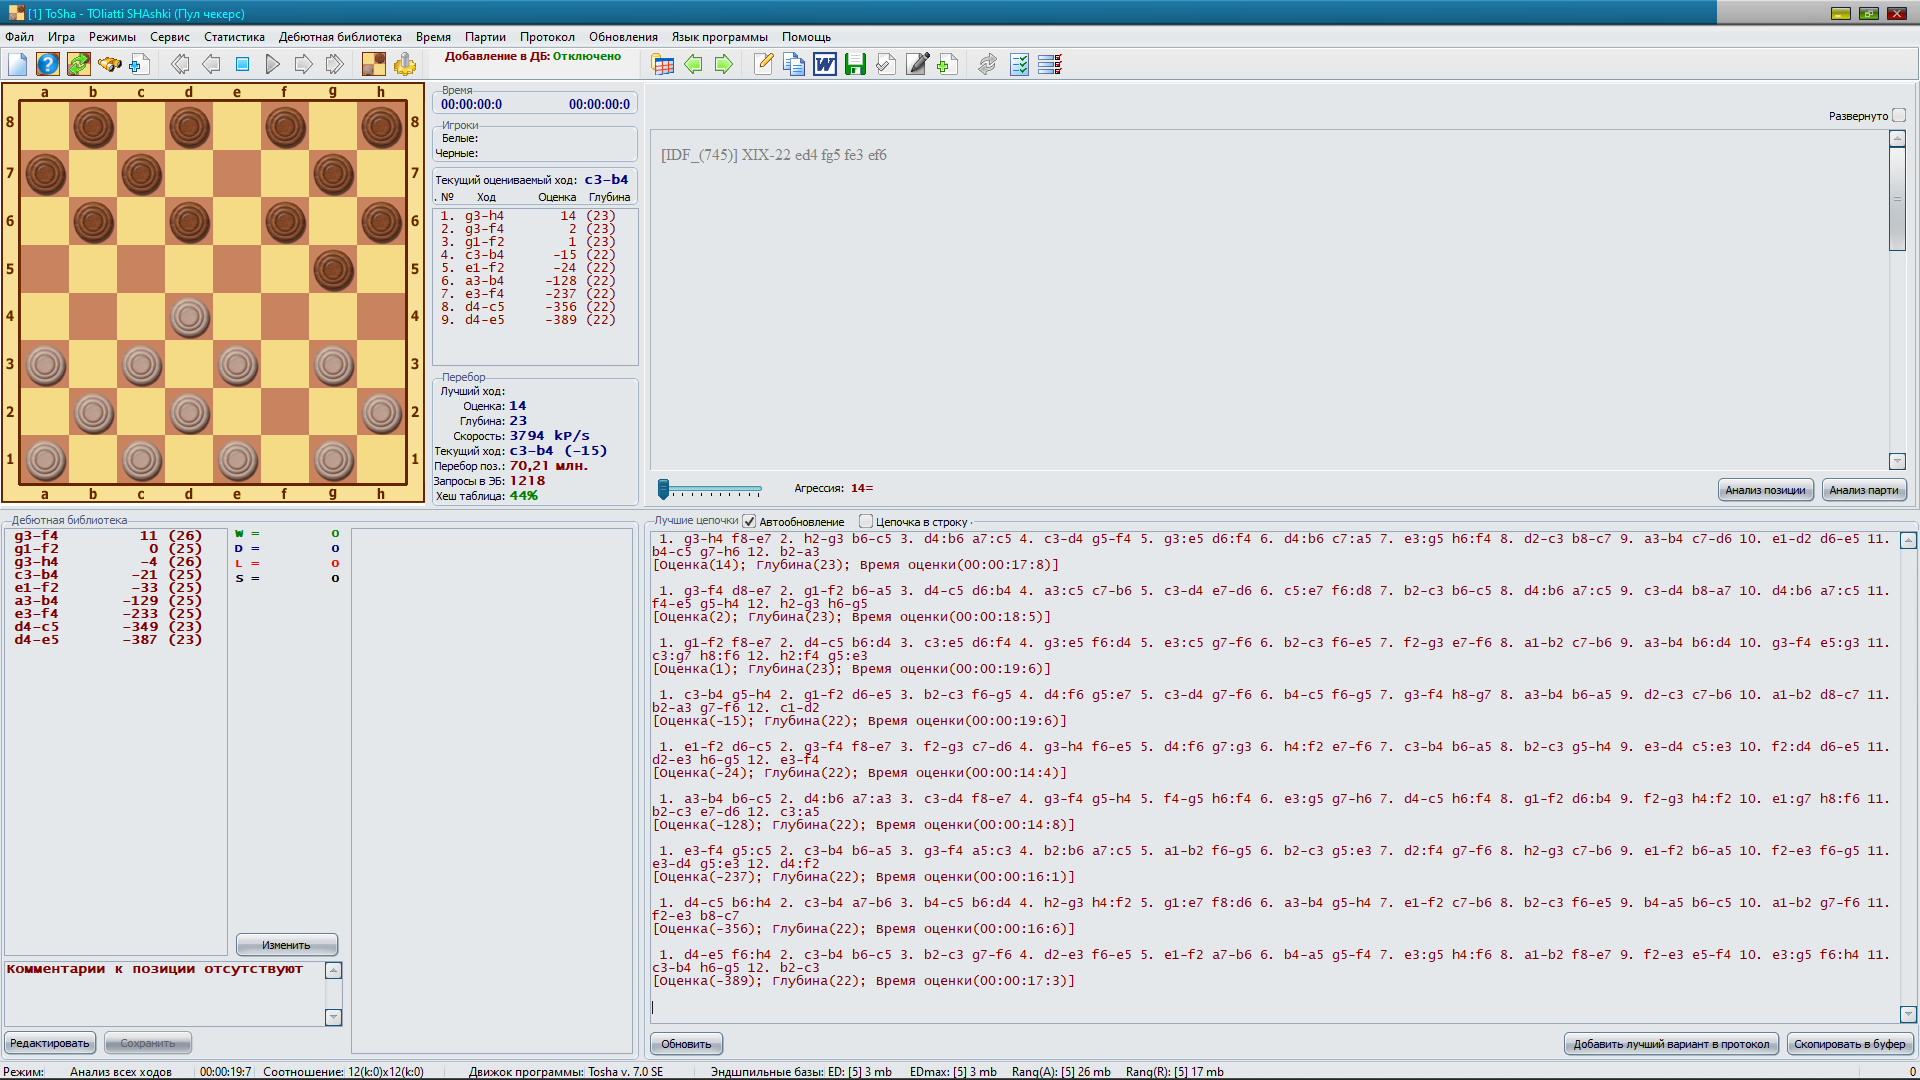 [1] ToSha - TOliatti SHAshki (Пул чекерс)
Файл Игра Режимы Сервис Статистика Дебютная библиотека Время Партии Протокол Обновления Язык программы Помощь
Добавление в ДБ: Отключено
a b c d e f g h
8 8
7 7
6 6
5 5
4 4
3 3
2 2
1 1
a b c d e f g h
Время
00:00:00:0 00:00:00:0
Игроки
Белые:
Черные:
Текущий оцениваемый ход: c3-b4
. № Ход Оценка Глубина
1. g3-h4 14 (23)
2. g3-f4 2 (23)
3. g1-f2 1 (23)
4. c3-b4 -15 (22)
5. e1-f2 -24 (22)
6. a3-b4 -128 (22)
7. e3-f4 -237 (22)
8. d4-c5 -356 (22)
9. d4-e5 -389 (22)
Перебор
Лучший ход:
Оценка: 14
Глубина: 23
Скорость: 3794 kP/s
Текущий ход: c3-b4 (-15)
Перебор поз.: 70,21 млн.
Запросы в ЭБ: 1218
Хеш таблица: 44%
Развернуто
[IDF_(745)] XIX-22 ed4 fg5 fe3 ef6
Агрессия: 14=
Анализ позиции Анализ парти
Дебютная библиотека
g3-f4 11 (26)
g1-f2 0 (25)
g3-h4 -4 (26)
c3-b4 -21 (25)
e1-f2 -33 (25)
a3-b4 -129 (25)
e3-f4 -233 (25)
d4-c5 -349 (23)
d4-e5 -387 (23)
W = 0
D = 0
L = 0
S = 0
Изменить
Комментарии к позиции отсутствуют
Редактировать Сохранить
Лучшие цепочки Автообновление Цепочка в строку
1. g3-h4 f8-e7 2. h2-g3 b6-c5 3. d4:b6 a7:c5 4. c3-d4 g5-f4 5. g3:e5 d6:f4 6. d4:b6 c7:a5 7. e3:g5 h6:f4 8. d2-c3 b8-c7 9. a3-b4 c7-d6 10. e1-d2 d6-e5 11.
b4-c5 g7-h6 12. b2-a3
[Оценка(14); Глубина(23); Время оценки(00:00:17:8)]
1. g3-f4 d8-e7 2. g1-f2 b6-a5 3. d4-c5 d6:b4 4. a3:c5 c7-b6 5. c3-d4 e7-d6 6. c5:e7 f6:d8 7. b2-c3 b6-c5 8. d4:b6 a7:c5 9. c3-d4 b8-a7 10. d4:b6 a7:c5 11.
f4-e5 g5-h4 12. h2-g3 h6-g5
[Оценка(2); Глубина(23); Время оценки(00:00:18:5)]
1. g1-f2 f8-e7 2. d4-c5 b6:d4 3. c3:e5 d6:f4 4. g3:e5 f6:d4 5. e3:c5 g7-f6 6. b2-c3 f6-e5 7. f2-g3 e7-f6 8. a1-b2 c7-b6 9. a3-b4 b6:d4 10. g3-f4 e5:g3 11.
c3:g7 h8:f6 12. h2:f4 g5:e3
[Оценка(1); Глубина(23); Время оценки(00:00:19:6)]
1. c3-b4 g5-h4 2. g1-f2 d6-e5 3. b2-c3 f6-g5 4. d4:f6 g5:e7 5. c3-d4 g7-f6 6. b4-c5 f6-g5 7. g3-f4 h8-g7 8. a3-b4 b6-a5 9. d2-c3 c7-b6 10. a1-b2 d8-c7 11.
b2-a3 g7-f6 12. c1-d2
[Оценка(-15); Глубина(22); Время оценки(00:00:19:6)]
1. e1-f2 d6-c5 2. g3-f4 f8-e7 3. f2-g3 c7-d6 4. g3-h4 f6-e5 5. d4:f6 g7:g3 6. h4:f2 e7-f6 7. c3-b4 b6-a5 8. b2-c3 g5-h4 9. e3-d4 c5:e3 10. f2:d4 d6-e5 11.
d2-e3 h6-g5 12. e3-f4
[Оценка(-24); Глубина(22); Время оценки(00:00:14:4)]
1. a3-b4 b6-c5 2. d4:b6 a7:a3 3. c3-d4 f8-e7 4. g3-f4 g5-h4 5. f4-g5 h6:f4 6. e3:g5 g7-h6 7. d4-c5 h6:f4 8. g1-f2 d6:b4 9. f2-g3 h4:f2 10. e1:g7 h8:f6 11.
b2-c3 e7-d6 12. c3:a5
[Оценка(-128); Глубина(22); Время оценки(00:00:14:8)]
1. e3-f4 g5:c5 2. c3-b4 b6-a5 3. g3-f4 a5:c3 4. b2:b6 a7:c5 5. a1-b2 f6-g5 6. b2-c3 g5:e3 7. d2:f4 g7-f6 8. h2-g3 c7-b6 9. e1-f2 b6-a5 10. f2-e3 f6-g5 11.
e3-d4 g5:e3 12. d4:f2
[Оценка(-237); Глубина(22); Время оценки(00:00:16:1)]
1. d4-c5 b6:h4 2. c3-b4 a7-b6 3. b4-c5 b6:d4 4. h2-g3 h4:f2 5. g1:e7 f8:d6 6. a3-b4 g5-h4 7. e1-f2 c7-b6 8. b2-c3 f6-e5 9. b4-a5 b6-c5 10. a1-b2 g7-f6 11.
f2-e3 b8-c7
[Оценка(-356); Глубина(22); Время оценки(00:00:16:6)]
1. d4-e5 f6:h4 2. c3-b4 b6-c5 3. b2-c3 g7-f6 4. d2-e3 f6-e5 5. e1-f2 a7-b6 6. b4-a5 g5-f4 7. e3:g5 h4:f6 8. a1-b2 f8-e7 9. f2-e3 e5-f4 10. e3:g5 f6:h4 11.
c3-b4 h6-g5 12. b2-c3
[Оценка(-389); Глубина(22); Время оценки(00:00:17:3)]
Обновить Добавить лучший вариант в протокол Скопировать в буфер
Режим: Анализ всех ходов 00:00:19:7 Соотношение: 12(k:0)x12(k:0) Движок программы: Tosha v. 7.0 SE Эндшпильные базы: ED: [5] 3 mb EDmax: [5] 3 mb Rang(A): [5] 26 mb Rang(R): [5] 17 mb 0